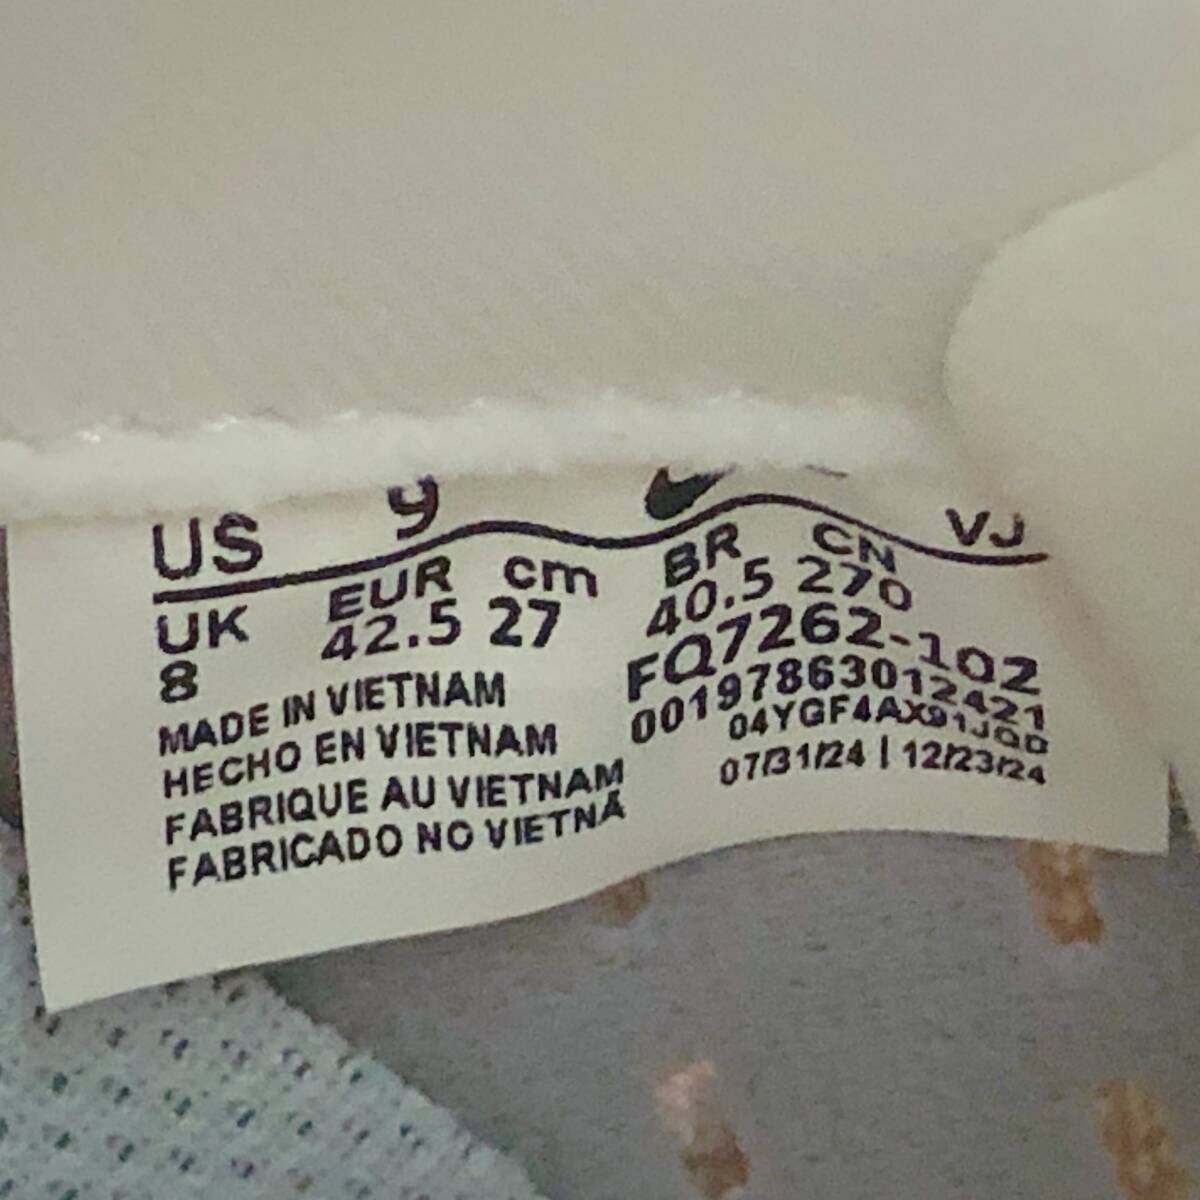 US 9 VJ
UK EUR cm BR CN
8 42.5 27 40.5 270
FQ7262-102
00197863012421
04YGF4AX91JQD
07/31/24 | 12/23/24
MADE IN VIETNAM
HECHO EN VIETNAM
FABRIQUE AU VIETNAM
FABRICADO NO VIETNÃ